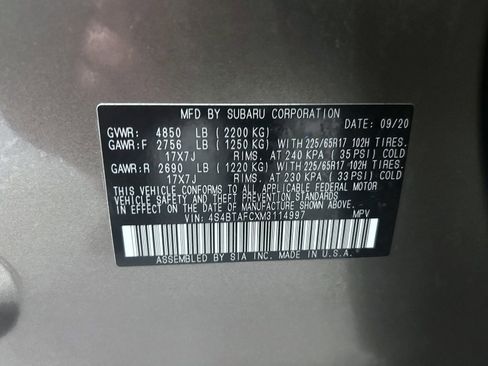 MFD BY SUBARU CORPORATION
DATE: 09/20
GVWR: 4850 LB (2200 KG)
GAWR:F 2756 LB (1250 KG) WITH 225/65R17 102H TIRES.
17X7J RIMS. AT 240 KPA (35 PSI) COLD
GAWR:R 2690 LB (1220 KG) WITH 225/65R17 102H TIRES.
17X7J RIMS. AT 230 KPA (33 PSI) COLD
THIS VEHICLE CONFORMS TO ALL APPLICABLE FEDERAL MOTOR
VEHICLE SAFETY AND THEFT PREVENTION STANDARDS
IN EFFECT ON THE DATE OF MANUFACTURE SHOWN ABOVE.
VIN: 4S4BTAFCXM3114997 MPV
ASSEMBLED BY SIA INC. MADE IN U.S.A.